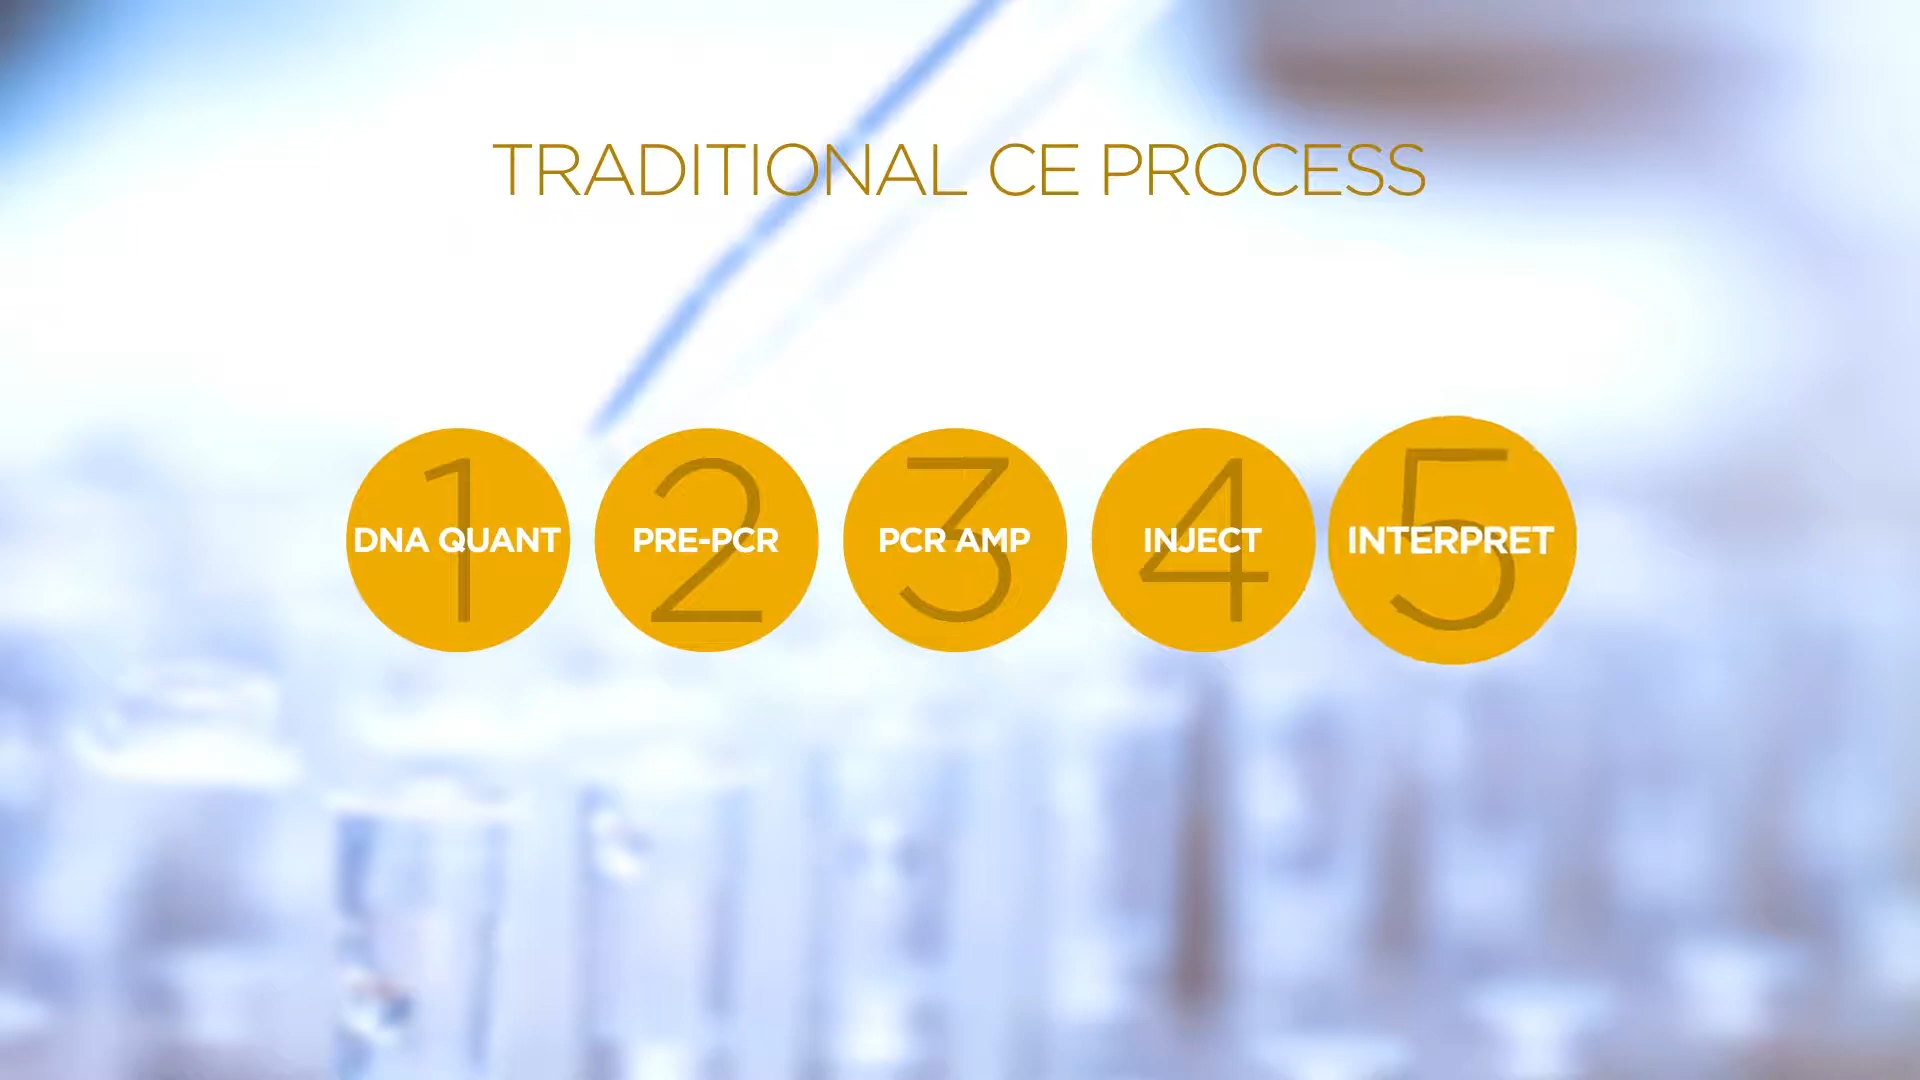 TRADITIONAL CE PROCESS
1 DNA QUANT
2 PRE-PCR
3 PCR AMP
4 INJECT
5 INTERPRET